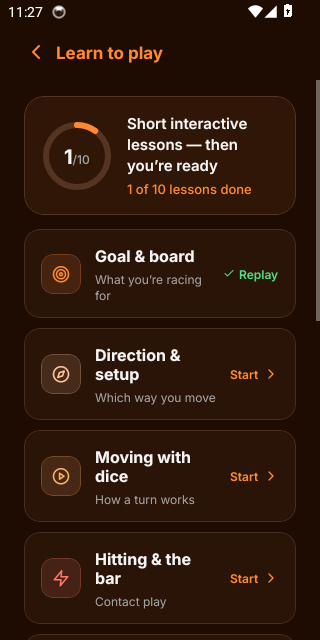 11:27
Learn to play
Short interactive
lessons — then
you're ready
1/10
1 of 10 lessons done
Goal & board
What you're racing
for
Replay
Direction &
setup
Which way you move
Start
Moving with
dice
How a turn works
Start
Hitting & the
bar
Contact play
Start